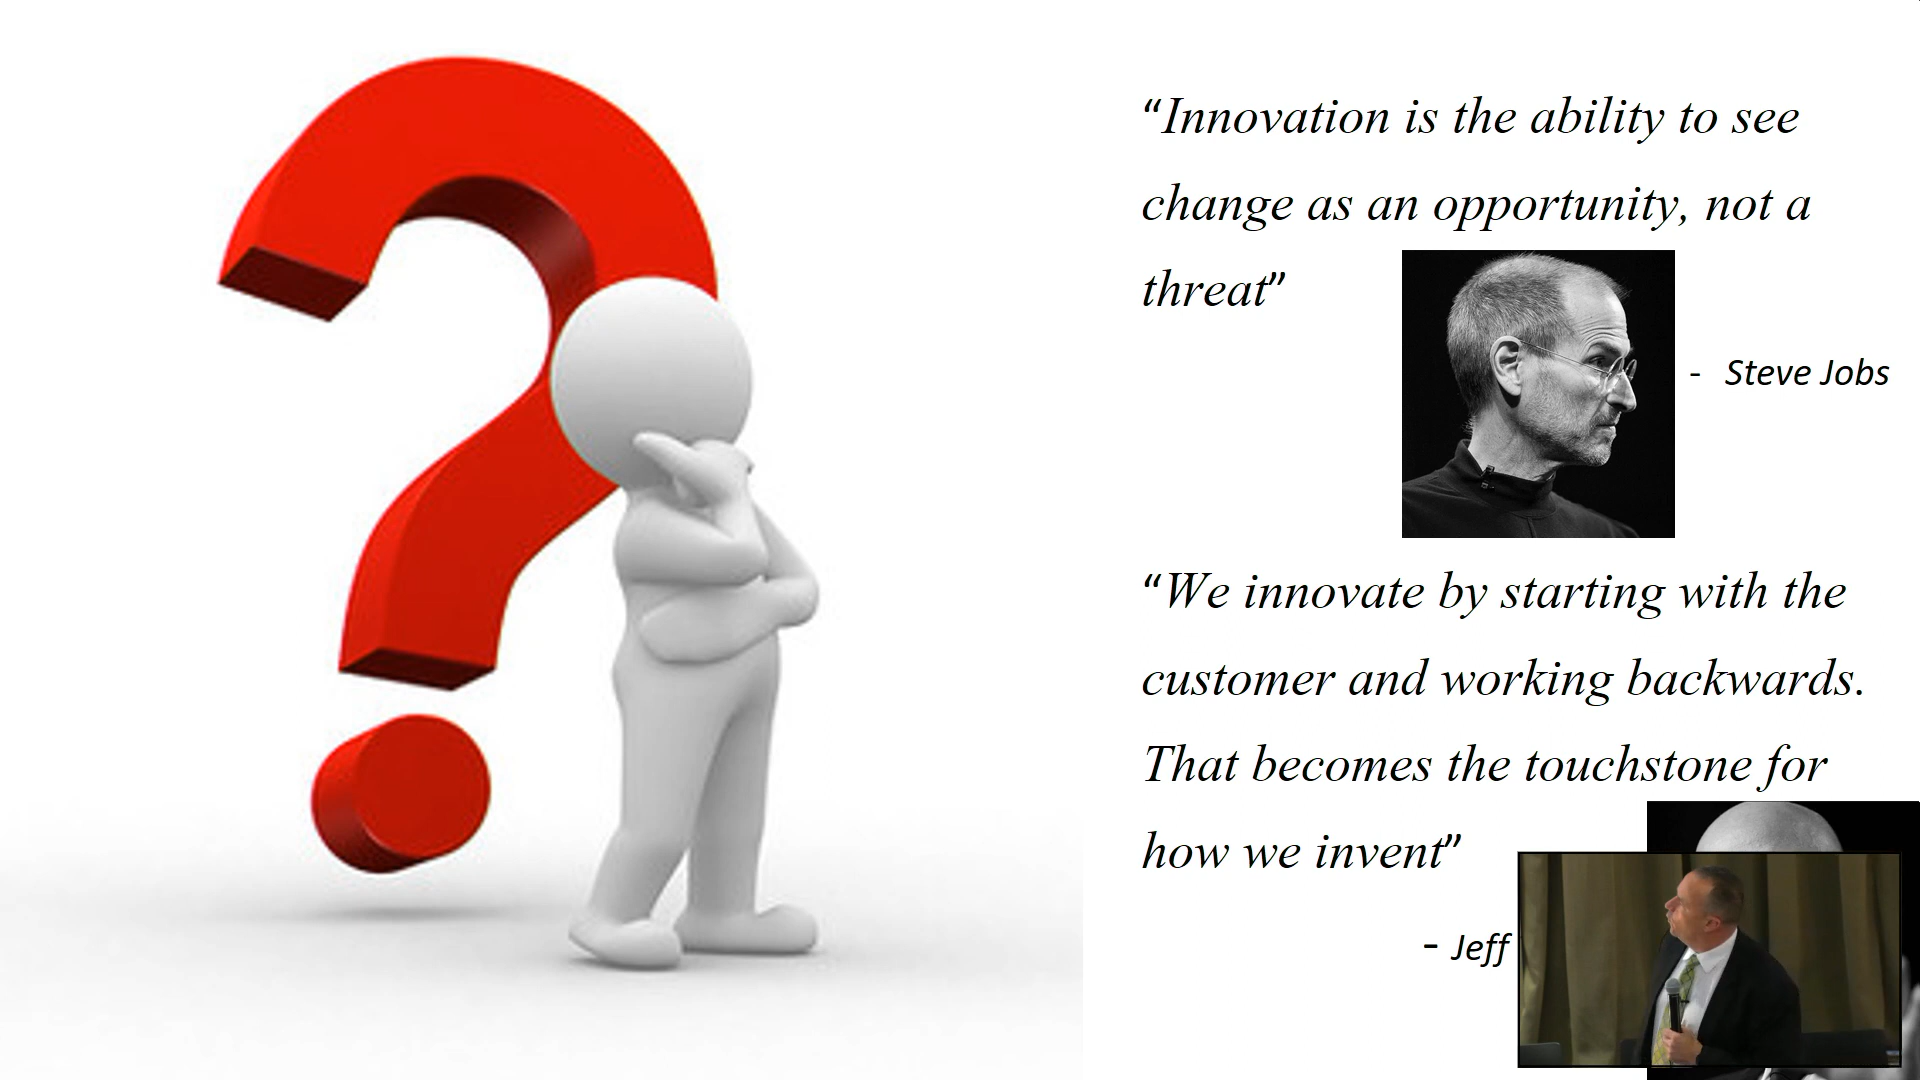 “Innovation is the ability to see
change as an opportunity, not a
threat”
- Steve Jobs
“We innovate by starting with the
customer and working backwards.
That becomes the touchstone for
how we invent”
- Jeff